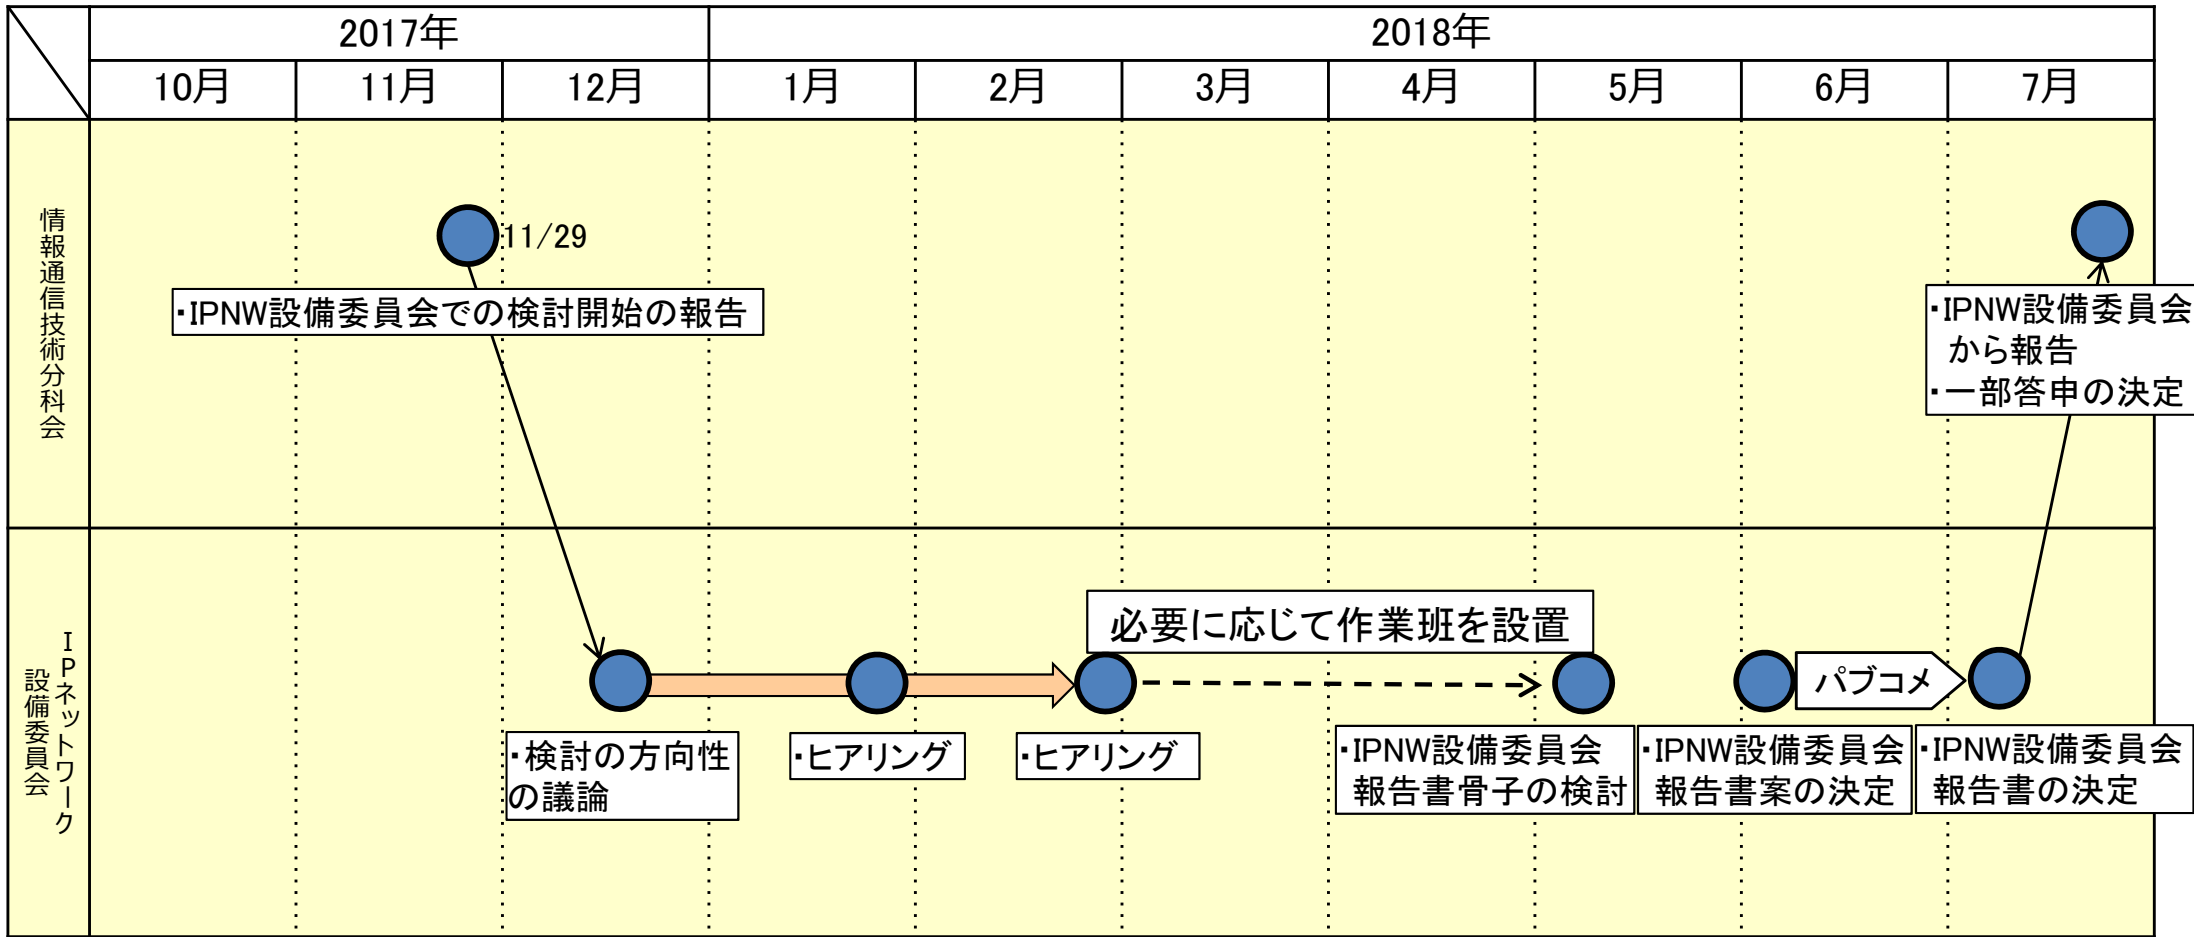 2017年
2018年
10月
11月
12月
1月
2月
3月
4月
5月
6月
7月
情報通信技術分科会
11/29
・IPNW設備委員会での検討開始の報告
・IPNW設備委員会
から報告
・一部答申の決定
IPネットワーク
設備委員会
必要に応じて作業班を設置
パブコメ
・検討の方向性
の議論
・ヒアリング
・ヒアリング
・IPNW設備委員会
報告書骨子の検討
・IPNW設備委員会
報告書案の決定
・IPNW設備委員会
報告書の決定